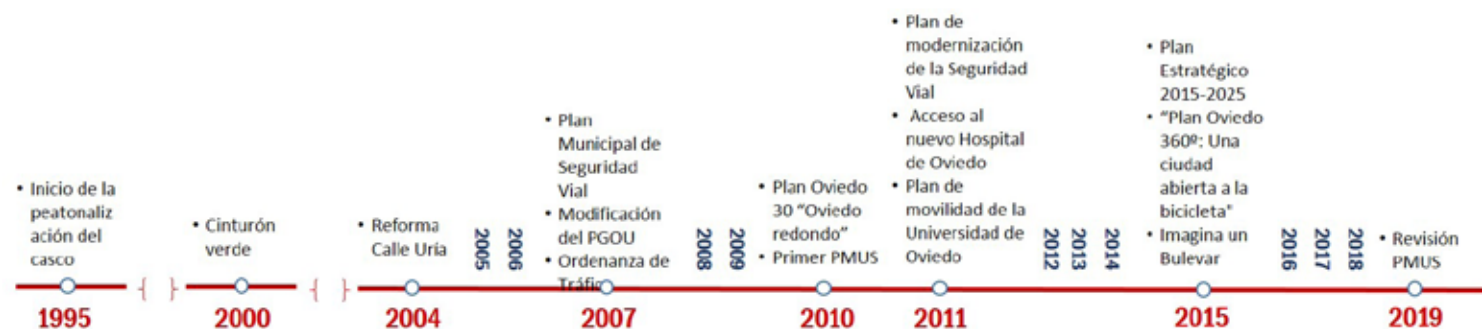 • Inicio de la
peatonaliz
ación del
casco
1995
• Cinturón
verde
2000
• Reforma
Calle Uría
2004
2005
2006
• Plan
Municipal de
Seguridad
Vial
• Modificación
del PGOU
• Ordenanza de
Tráfico
2007
2008
2009
• Plan Oviedo
30 “Oviedo
redondo”
• Primer PMUS
2010
• Plan de
modernización
de la Seguridad
Vial
• Acceso al
nuevo Hospital
de Oviedo
• Plan de
movilidad de la
Universidad de
Oviedo
2011
2012
2013
2014
• Plan
Estratégico
2015-2025
• “Plan Oviedo
360º: Una
ciudad
abierta a la
bicicleta"
• Imagina un
Bulevar
2015
2016
2017
2018
• Revisión
PMUS
2019